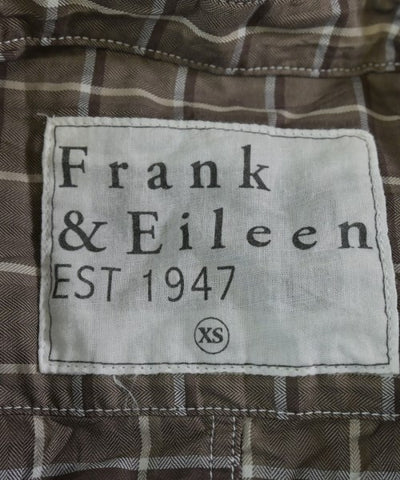 Frank
& Eileen
EST 1947
XS